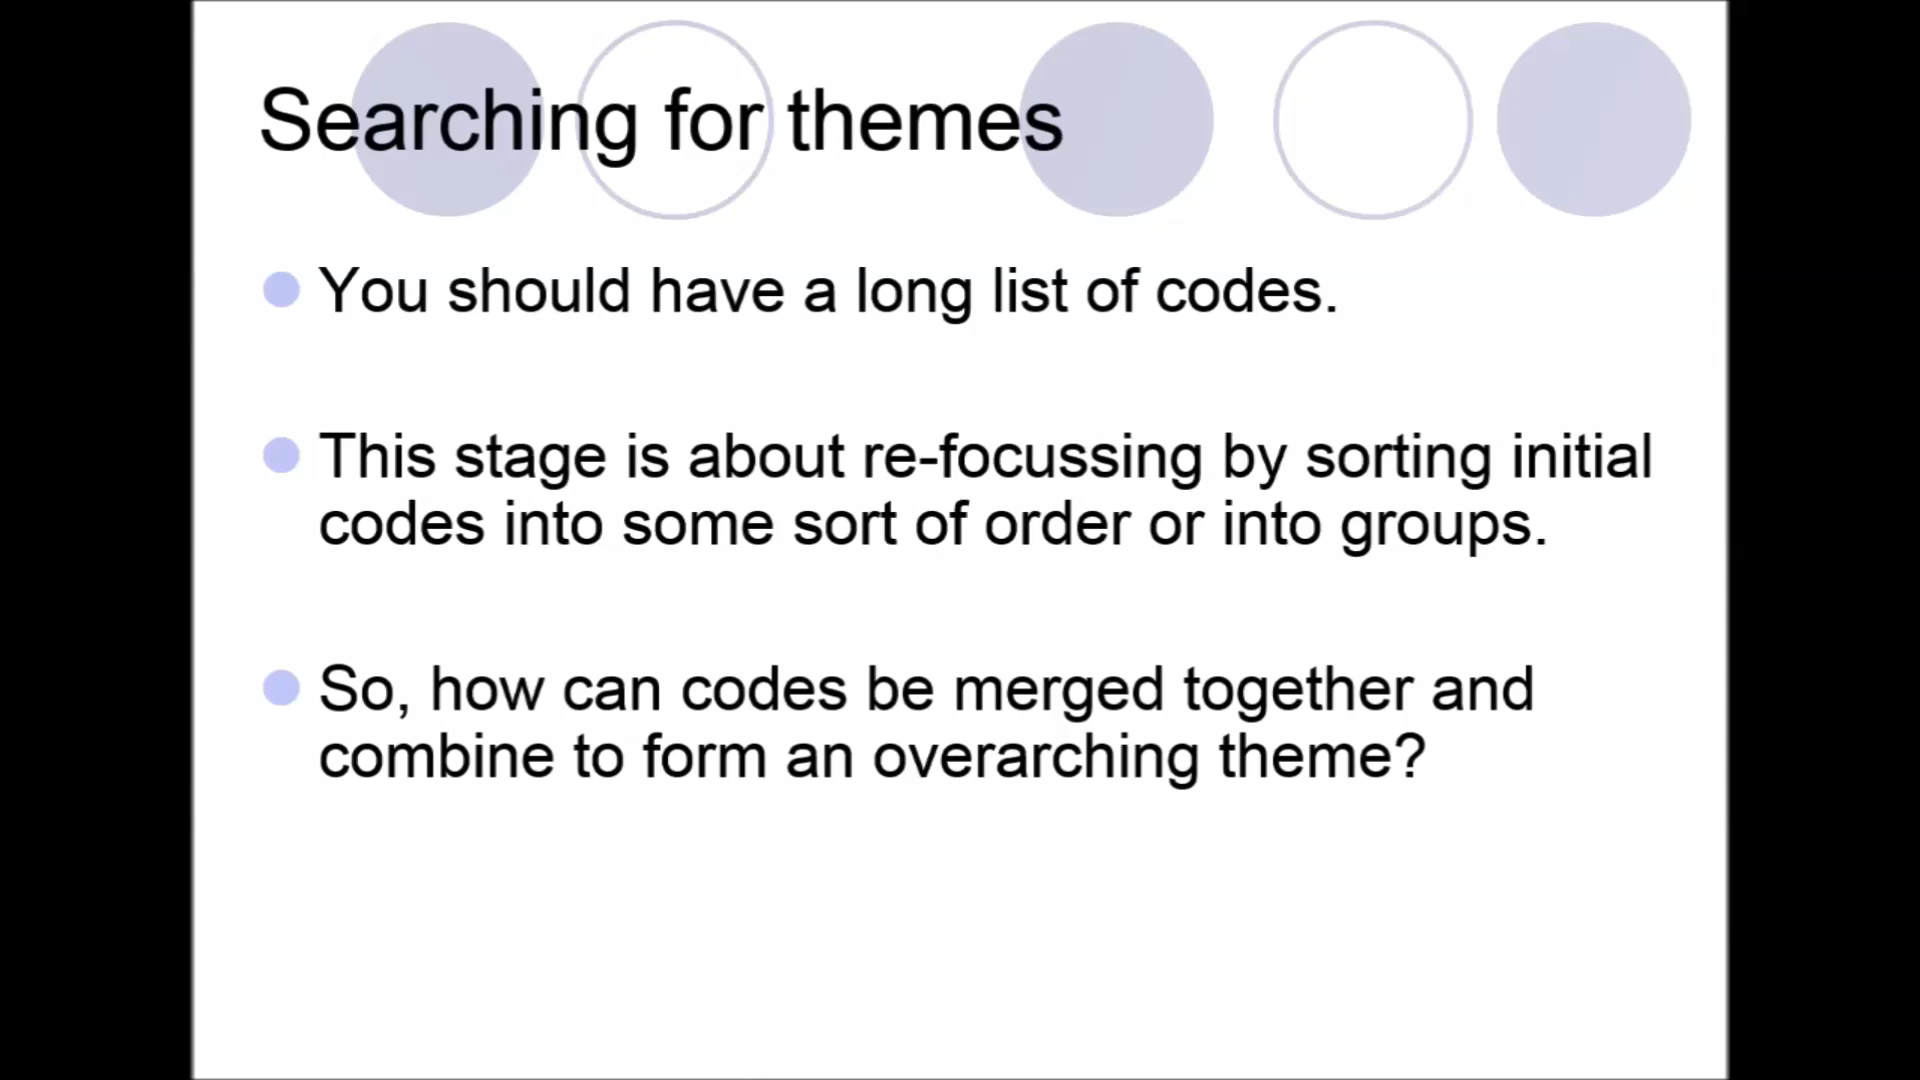 Searching for themes
You should have a long list of codes.
This stage is about re-focussing by sorting initial
codes into some sort of order or into groups.
So, how can codes be merged together and
combine to form an overarching theme?